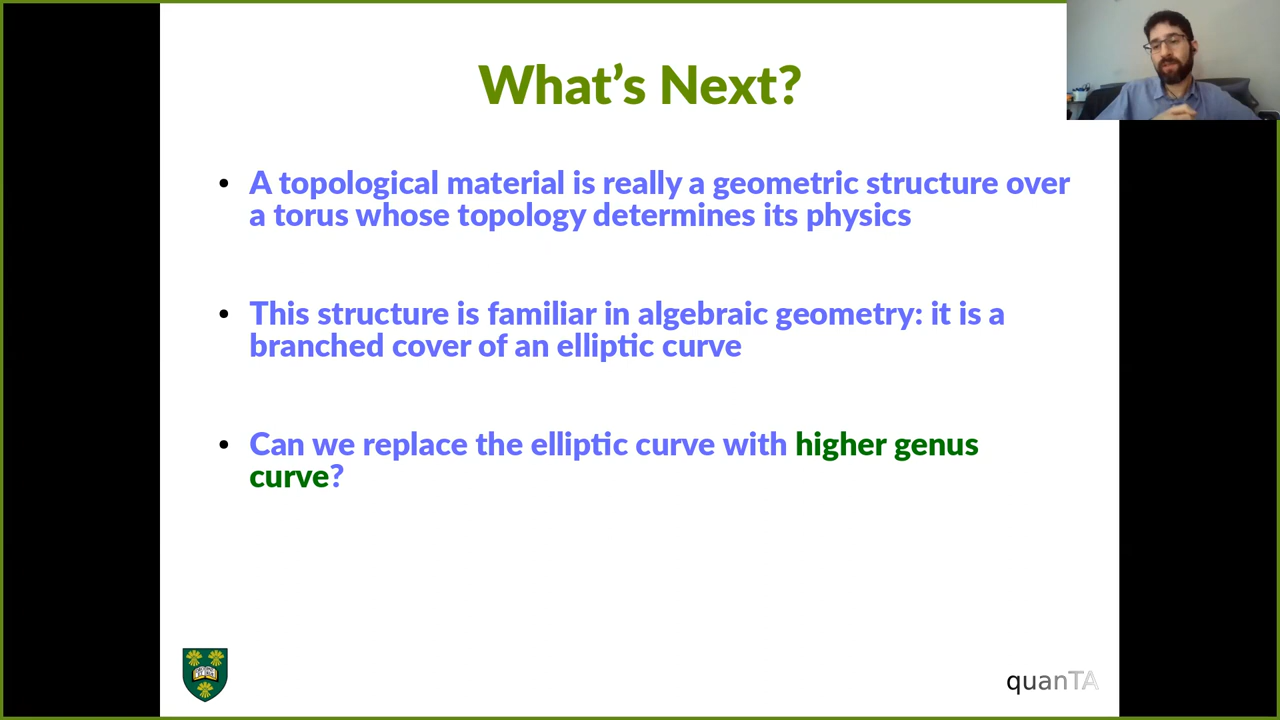 What's Next?
• A topological material is really a geometric structure over
a torus whose topology determines its physics
• This structure is familiar in algebraic geometry: it is a
branched cover of an elliptic curve
• Can we replace the elliptic curve with higher genus
curve?
quanTA